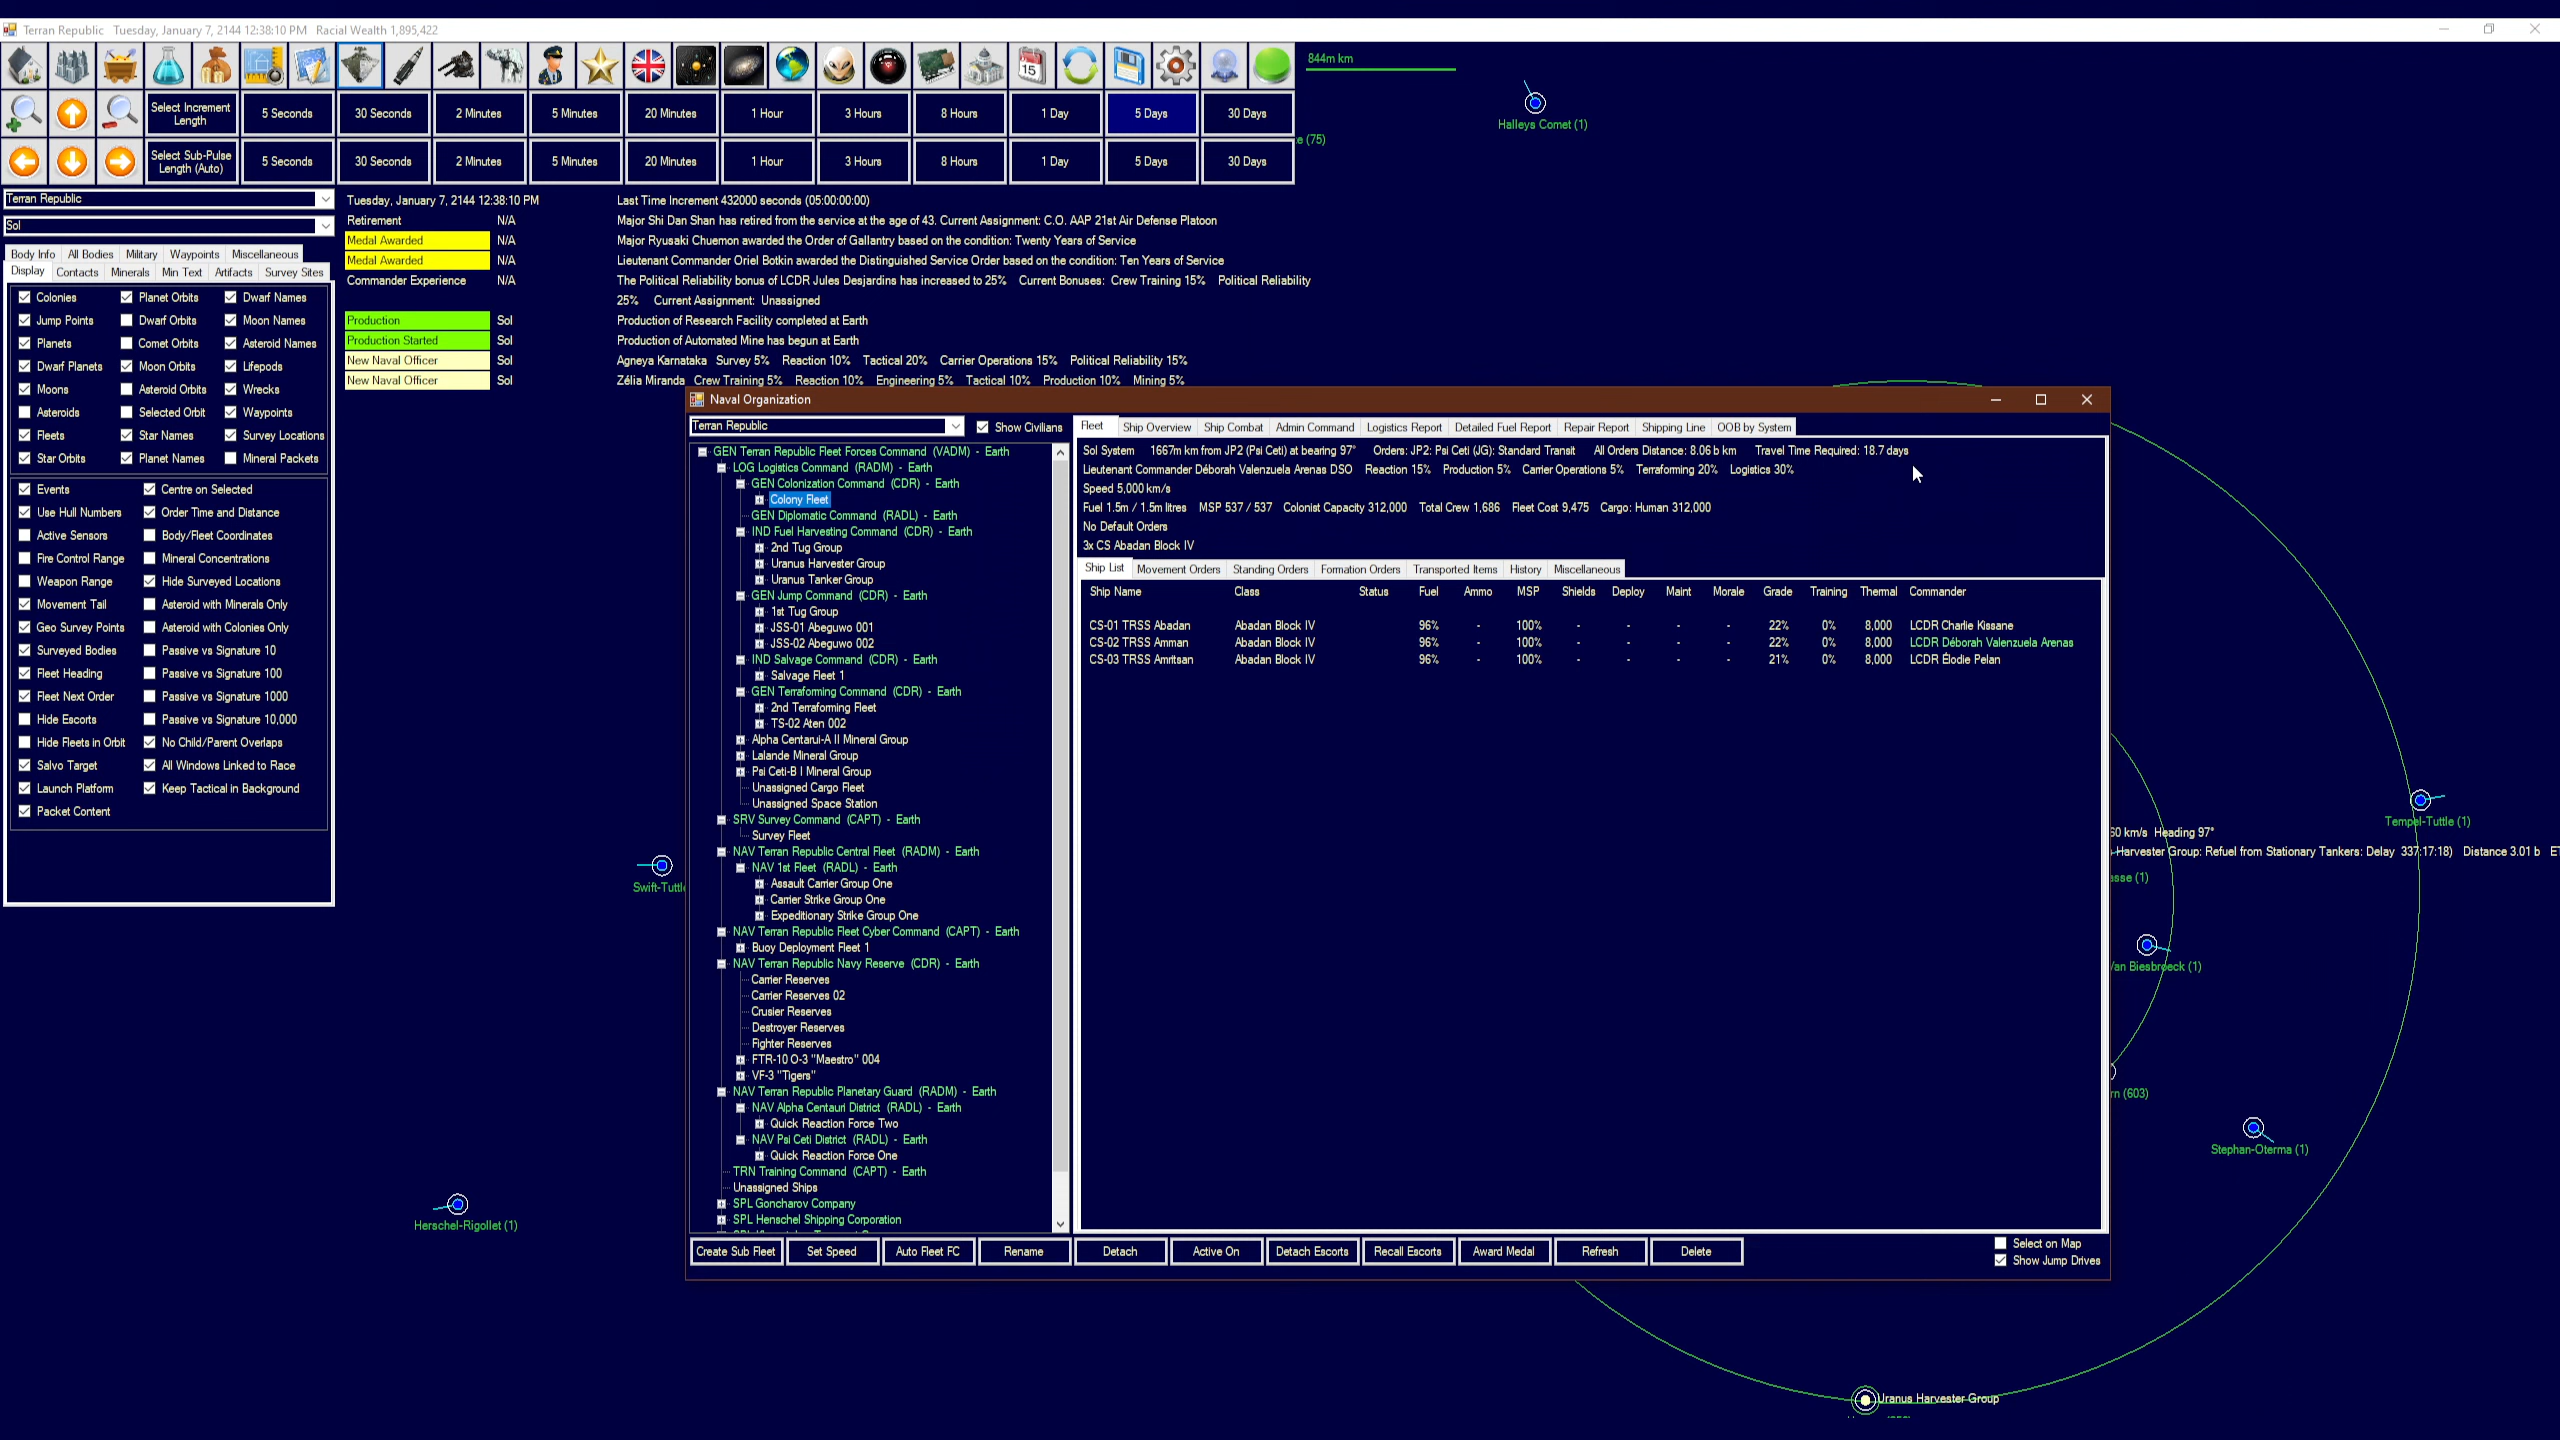 Terran Republic   Tuesday, January 7, 2144 12:38:10 PM   Racial Wealth 1,895,422
15
844m km
Select Increment Length   5 Seconds   30 Seconds   2 Minutes   5 Minutes   20 Minutes   1 Hour   3 Hours   8 Hours   1 Day   5 Days   30 Days
Halleys Comet (1)
(75)
Select Sub-Pulse Length (Auto)   5 Seconds   30 Seconds   2 Minutes   5 Minutes   20 Minutes   1 Hour   3 Hours   8 Hours   1 Day   5 Days   30 Days
Terran Republic
Sol
Body Info   All Bodies   Military   Waypoints   Miscellaneous
Display   Contacts   Minerals   Min Text   Artifacts   Survey Sites
Colonies   Planet Orbits   Dwarf Names
Jump Points   Dwarf Orbits   Moon Names
Planets   Comet Orbits   Asteroid Names
Dwarf Planets   Moon Orbits   Lifepods
Moons   Asteroid Orbits   Wrecks
Asteroids   Selected Orbit   Waypoints
Fleets   Star Names   Survey Locations
Star Orbits   Planet Names   Mineral Packets
Events   Centre on Selected
Use Hull Numbers   Order Time and Distance
Active Sensors   Body/Fleet Coordinates
Fire Control Range   Mineral Concentrations
Weapon Range   Hide Surveyed Locations
Movement Tail   Asteroid with Minerals Only
Geo Survey Points   Asteroid with Colonies Only
Surveyed Bodies   Passive vs Signature 10
Fleet Heading   Passive vs Signature 100
Fleet Next Order   Passive vs Signature 1000
Hide Escorts   Passive vs Signature 10,000
Hide Fleets in Orbit   No Child/Parent Overlaps
Salvo Target   All Windows Linked to Race
Launch Platform   Keep Tactical in Background
Packet Content
Tuesday, January 7, 2144 12:38:10 PM   Last Time Increment 432000 seconds (05:00:00:00)
Retirement   N/A   Major Shi Dan Shan has retired from the service at the age of 43. Current Assignment: C.O. AAP 21st Air Defense Platoon
Medal Awarded   N/A   Major Ryusaki Chuemon awarded the Order of Gallantry based on the condition: Twenty Years of Service
Medal Awarded   N/A   Lieutenant Commander Oriel Botkin awarded the Distinguished Service Order based on the condition: Ten Years of Service
Commander Experience   N/A   The Political Reliability bonus of LCDR Jules Desjardins has increased to 25%   Current Bonuses:  Crew Training 15%   Political Reliability
25%   Current Assignment:  Unassigned
Production   Sol   Production of Research Facility completed at Earth
Production Started   Sol   Production of Automated Mine has begun at Earth
New Naval Officer   Sol   Agneya Karnataka   Survey 5%   Reaction 10%   Tactical 20%   Carrier Operations 15%   Political Reliability 15%
New Naval Officer   Sol   Zélia Miranda   Crew Training 5%   Reaction 10%   Engineering 5%   Tactical 10%   Production 10%   Mining 5%
Naval Organization
Terran Republic   Show Civilians
GEN Terran Republic Fleet Forces Command  (VADM)  -  Earth
LOG Logistics Command  (RADM)  -  Earth
GEN Colonization Command  (CDR)  -  Earth
Colony Fleet
GEN Diplomatic Command  (RADL)  -  Earth
IND Fuel Harvesting Command  (CDR)  -  Earth
2nd Tug Group
Uranus Harvester Group
Uranus Tanker Group
GEN Jump Command  (CDR)  -  Earth
1st Tug Group
JSS-01 Abeguwo 001
JSS-02 Abeguwo 002
IND Salvage Command  (CDR)  -  Earth
Salvage Fleet 1
GEN Terraforming Command  (CDR)  -  Earth
2nd Terraforming Fleet
TS-02 Aten 002
Alpha Centarui-A II Mineral Group
Lalande Mineral Group
Psi Ceti-B I Mineral Group
Unassigned Cargo Fleet
Unassigned Space Station
SRV Survey Command  (CAPT)  -  Earth
Survey Fleet
NAV Terran Republic Central Fleet  (RADM)  -  Earth
NAV 1st Fleet  (RADL)  -  Earth
Assault Carrier Group One
Carrier Strike Group One
Expeditionary Strike Group One
NAV Terran Republic Fleet Cyber Command  (CAPT)  -  Earth
Buoy Deployment Fleet 1
NAV Terran Republic Navy Reserve  (CDR)  -  Earth
Carrier Reserves
Carrier Reserves 02
Crusier Reserves
Destroyer Reserves
Fighter Reserves
FTR-10 O-3 "Maestro" 004
VF-3 "Tigers"
NAV Terran Republic Planetary Guard  (RADM)  -  Earth
NAV Alpha Centauri District  (RADL)  -  Earth
Quick Reaction Force Two
NAV Psi Ceti District  (RADL)  -  Earth
Quick Reaction Force One
TRN Training Command  (CAPT)  -  Earth
Unassigned Ships
SPL Goncharov Company
SPL Henschel Shipping Corporation
Fleet   Ship Overview   Ship Combat   Admin Command   Logistics Report   Detailed Fuel Report   Repair Report   Shipping Line   OOB by System
Sol System   1667m km from JP2 (Psi Ceti) at bearing 97°   Orders: JP2: Psi Ceti (JG): Standard Transit   All Orders Distance: 8.06 b km   Travel Time Required: 18.7 days
Lieutenant Commander Déborah Valenzuela Arenas DSO   Reaction 15%   Production 5%   Carrier Operations 5%   Terraforming 20%   Logistics 30%
Speed 5,000 km/s
Fuel 1.5m / 1.5m litres   MSP 537 / 537   Colonist Capacity 312,000   Total Crew 1,686   Fleet Cost 9,475   Cargo: Human 312,000
No Default Orders
3x CS Abadan Block IV
Ship List   Movement Orders   Standing Orders   Formation Orders   Transported Items   History   Miscellaneous
Ship Name   Class   Status   Fuel   Ammo   MSP   Shields   Deploy   Maint   Morale   Grade   Training   Thermal   Commander
CS-01 TRSS Abadan   Abadan Block IV   96%   -   100%   -   -   -   -   22%   0%   8,000   LCDR Charlie Kissane
CS-02 TRSS Amman   Abadan Block IV   96%   -   100%   -   -   -   -   22%   0%   8,000   LCDR Déborah Valenzuela Arenas
CS-03 TRSS Amritsan   Abadan Block IV   96%   -   100%   -   -   -   -   21%   0%   8,000   LCDR Élodie Pelan
Create Sub Fleet   Set Speed   Auto Fleet FC   Rename   Detach   Active On   Detach Escorts   Recall Escorts   Award Medal   Refresh   Delete
Select on Map
Show Jump Drives
Tempel-Tuttle (1)
km/s   Heading 97°
Harvester Group: Refuel from Stationary Tankers: Delay  337:17:18)   Distance 3.01 b
(1)
Swift-Tuttle
Van Biesbroeck (1)
(603)
Stephan-Oterma (1)
Herschel-Rigollet (1)
Uranus Harvester Group